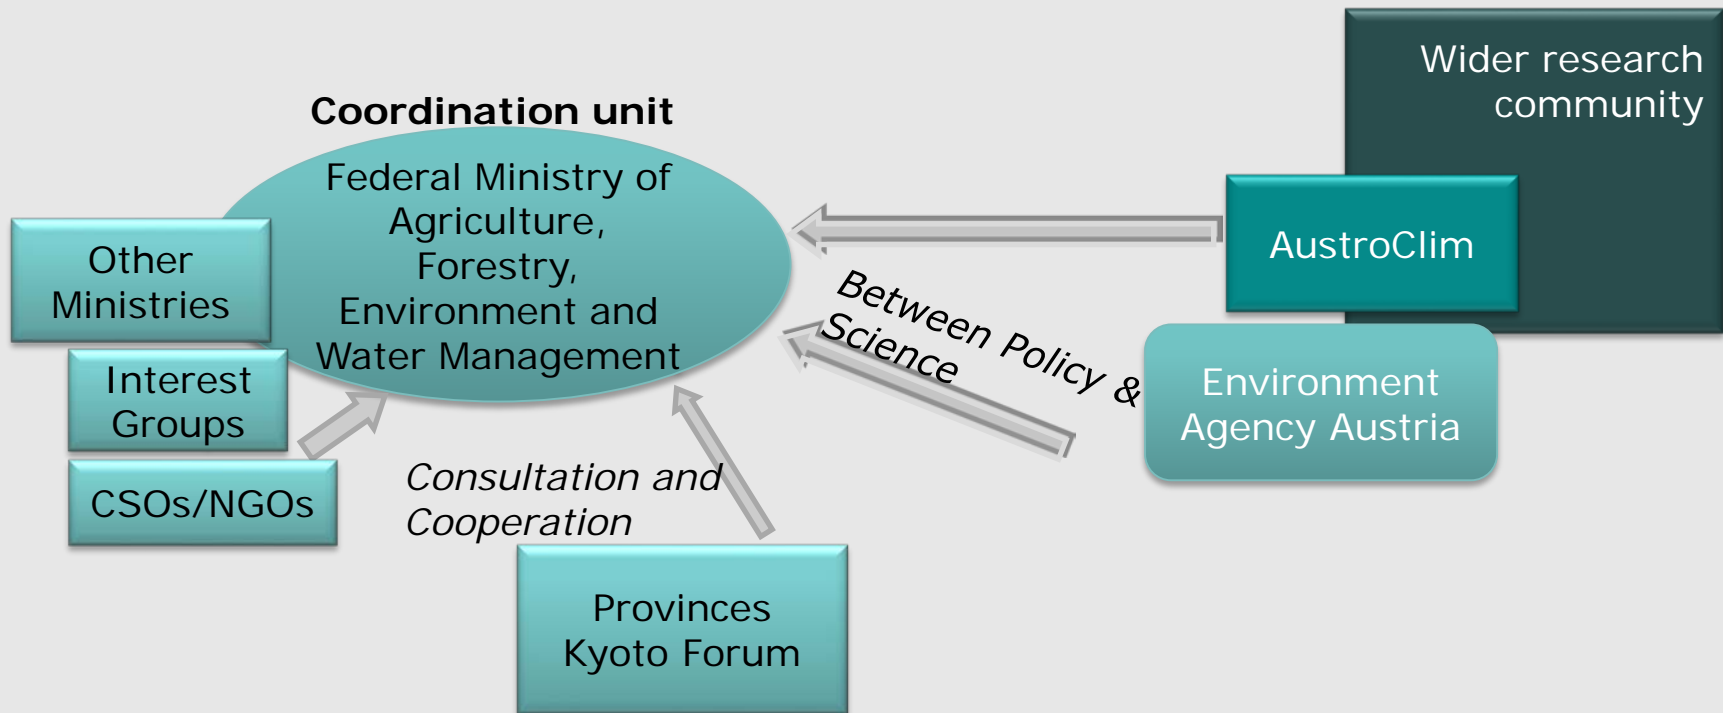 Wider research
community
Coordination unit
Federal Ministry of
Agriculture,
Forestry,
Environment and
Water Management
Other
Ministries
Interest
Groups
CSOs/NGOs
Consultation and
Cooperation
Provinces
Kyoto Forum
Between Policy &
Science
AustroClim
Environment
Agency Austria